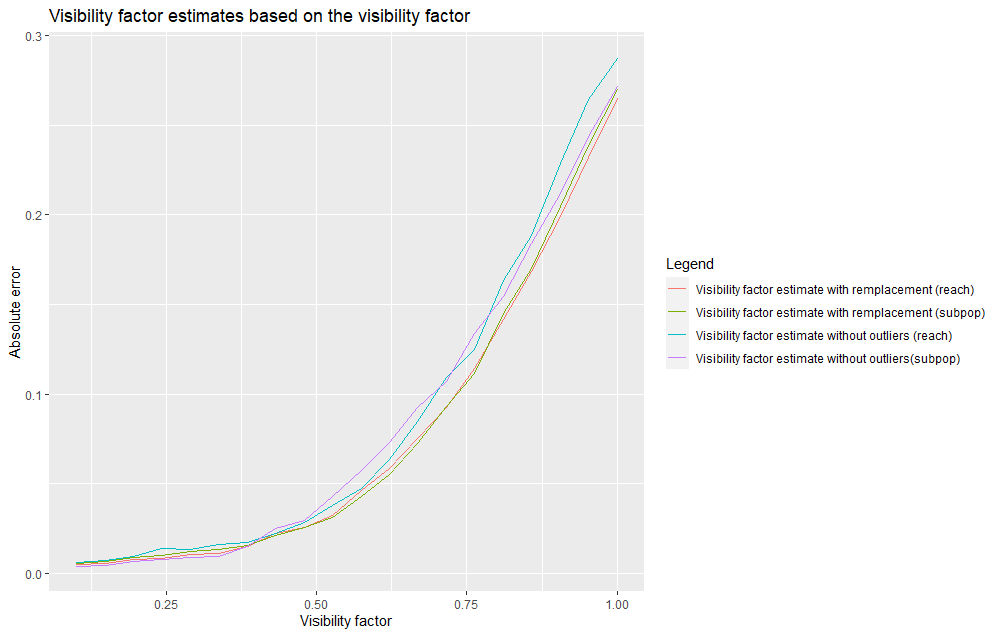 Visibility factor estimates based on the visibility factor
0.3
0.2
0.1
0.0
Absolute error
0.25 0.50 0.75 1.00
Visibility factor
Legend
Visibility factor estimate with remplacement (reach)
Visibility factor estimate with remplacement (subpop)
Visibility factor estimate without outliers (reach)
Visibility factor estimate without outliers(subpop)